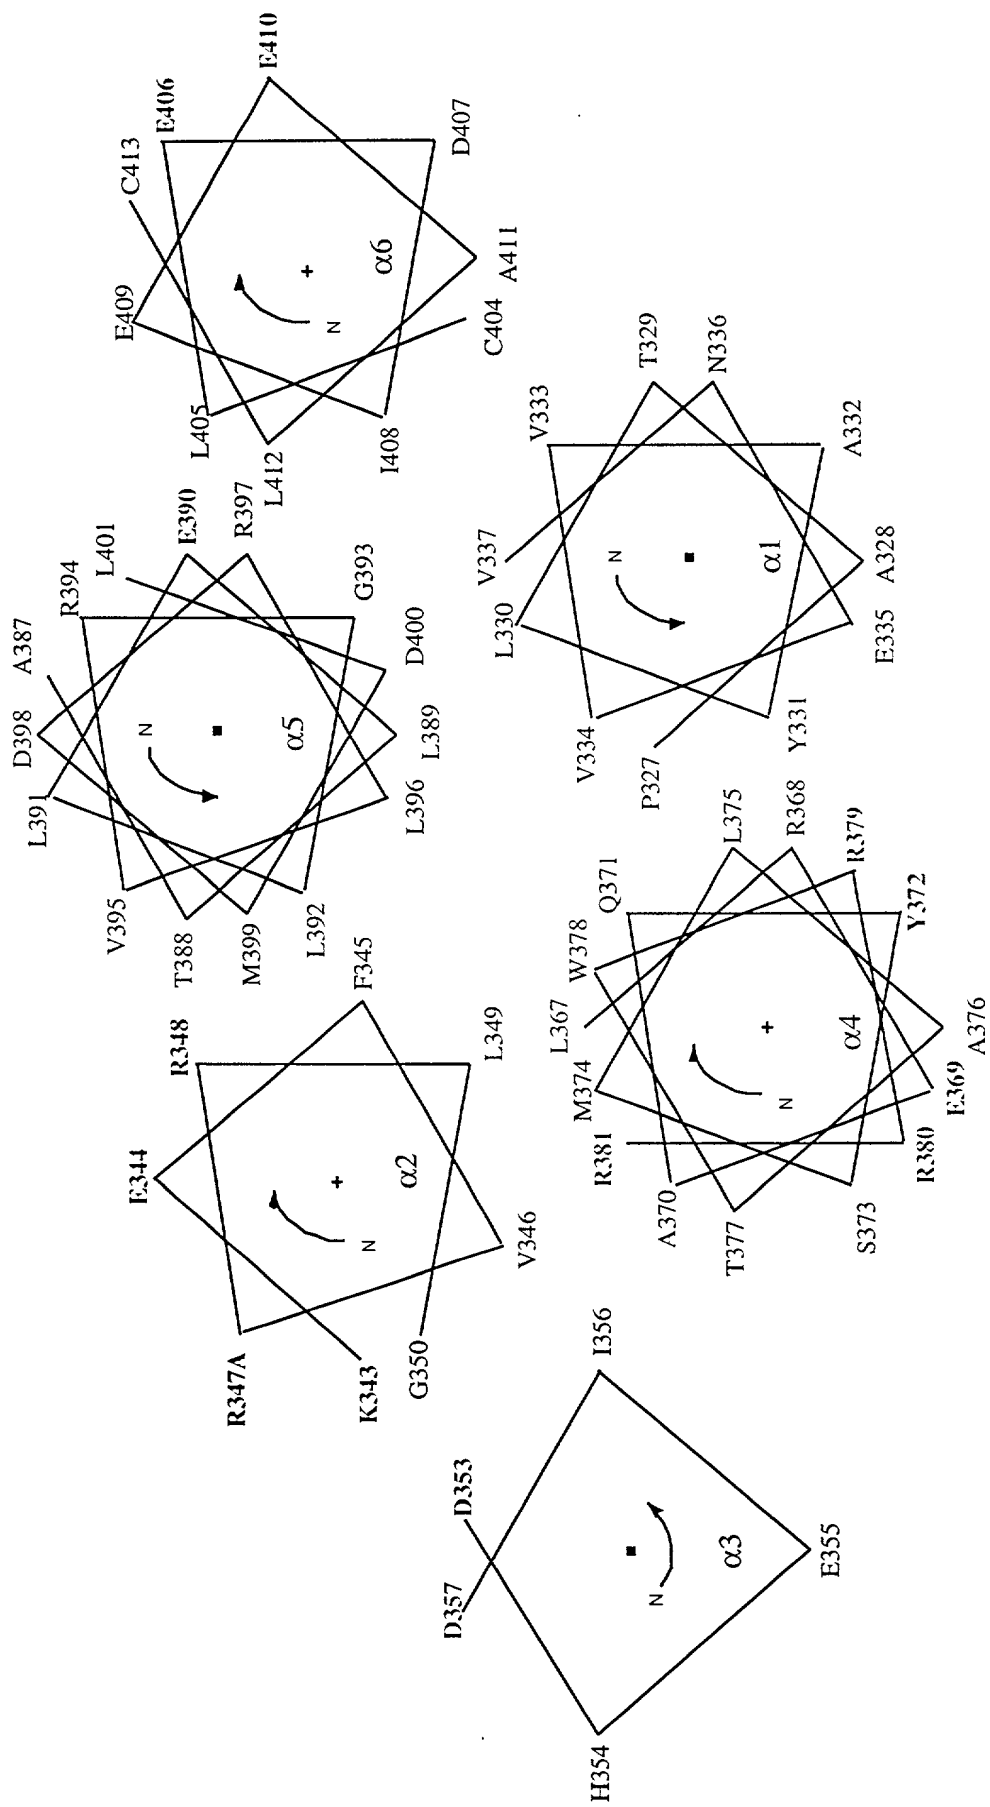 D357
D353
H354
I356
N
α3
E355
E344
R348
R347A
F345
N
α2
K343
G350
L349
V346
D398
A387
L391
R394
L401
V395
E390
T388
R397
N
α5
M399
L392
G393
L396
D400
L389
C413
E406
E409
E410
L405
N
α6
L412
I408
D407
A411
C404
L367
M374
W378
R381
Q371
A370
L375
T377
R368
N
α4
S373
R379
R380
Y372
E369
A376
V337
V333
L330
T329
V334
N336
P327
N
α1
Y331
A332
E335
A328